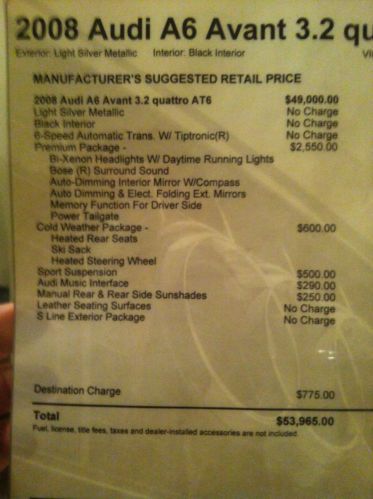 2008 Audi A6 Avant 3.2 qu
Exterior: Light Silver Metallic Interior: Black Interior
MANUFACTURER'S SUGGESTED RETAIL PRICE
2008 Audi A6 Avant 3.2 quattro AT6 $49,000.00
Light Silver Metallic No Charge
Black Interior No Charge
6-Speed Automatic Trans. W/ Tiptronic(R) No Charge
Premium Package - $2,550.00
Bi-Xenon Headlights W/ Daytime Running Lights
Bose (R) Surround Sound
Auto-Dimming Interior Mirror W/Compass
Auto Dimming & Elect. Folding Ext. Mirrors
Memory Function For Driver Side
Power Tailgate
Cold Weather Package - $600.00
Heated Rear Seats
Ski Sack
Heated Steering Wheel
Sport Suspension $500.00
Audi Music Interface $290.00
Manual Rear & Rear Side Sunshades $250.00
Leather Seating Surfaces No Charge
S Line Exterior Package No Charge
Destination Charge $775.00
Total $53,965.00
Fuel, license, title fees, taxes and dealer-installed accessories are not included.